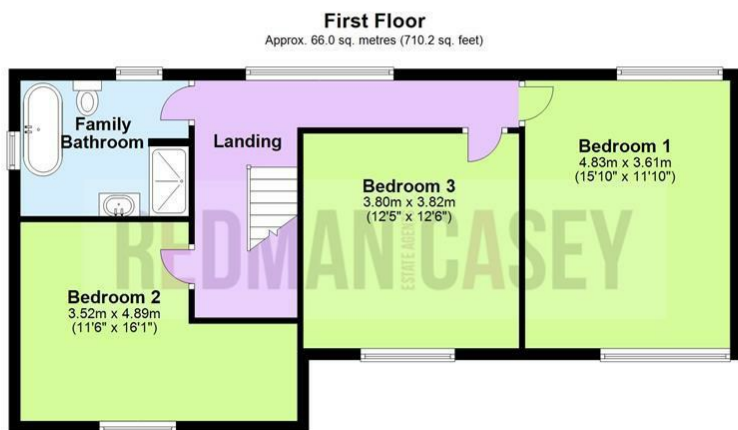 First Floor
Approx. 66.0 sq. metres (710.2 sq. feet)
Family
Bathroom
Landing
Bedroom 1
4.83m x 3.61m
(15'10" x 11'10")
Bedroom 3
3.80m x 3.82m
(12'5" x 12'6")
REDMAN CASEY
ESTATE AGENTS
Bedroom 2
3.52m x 4.89m
(11'6" x 16'1")